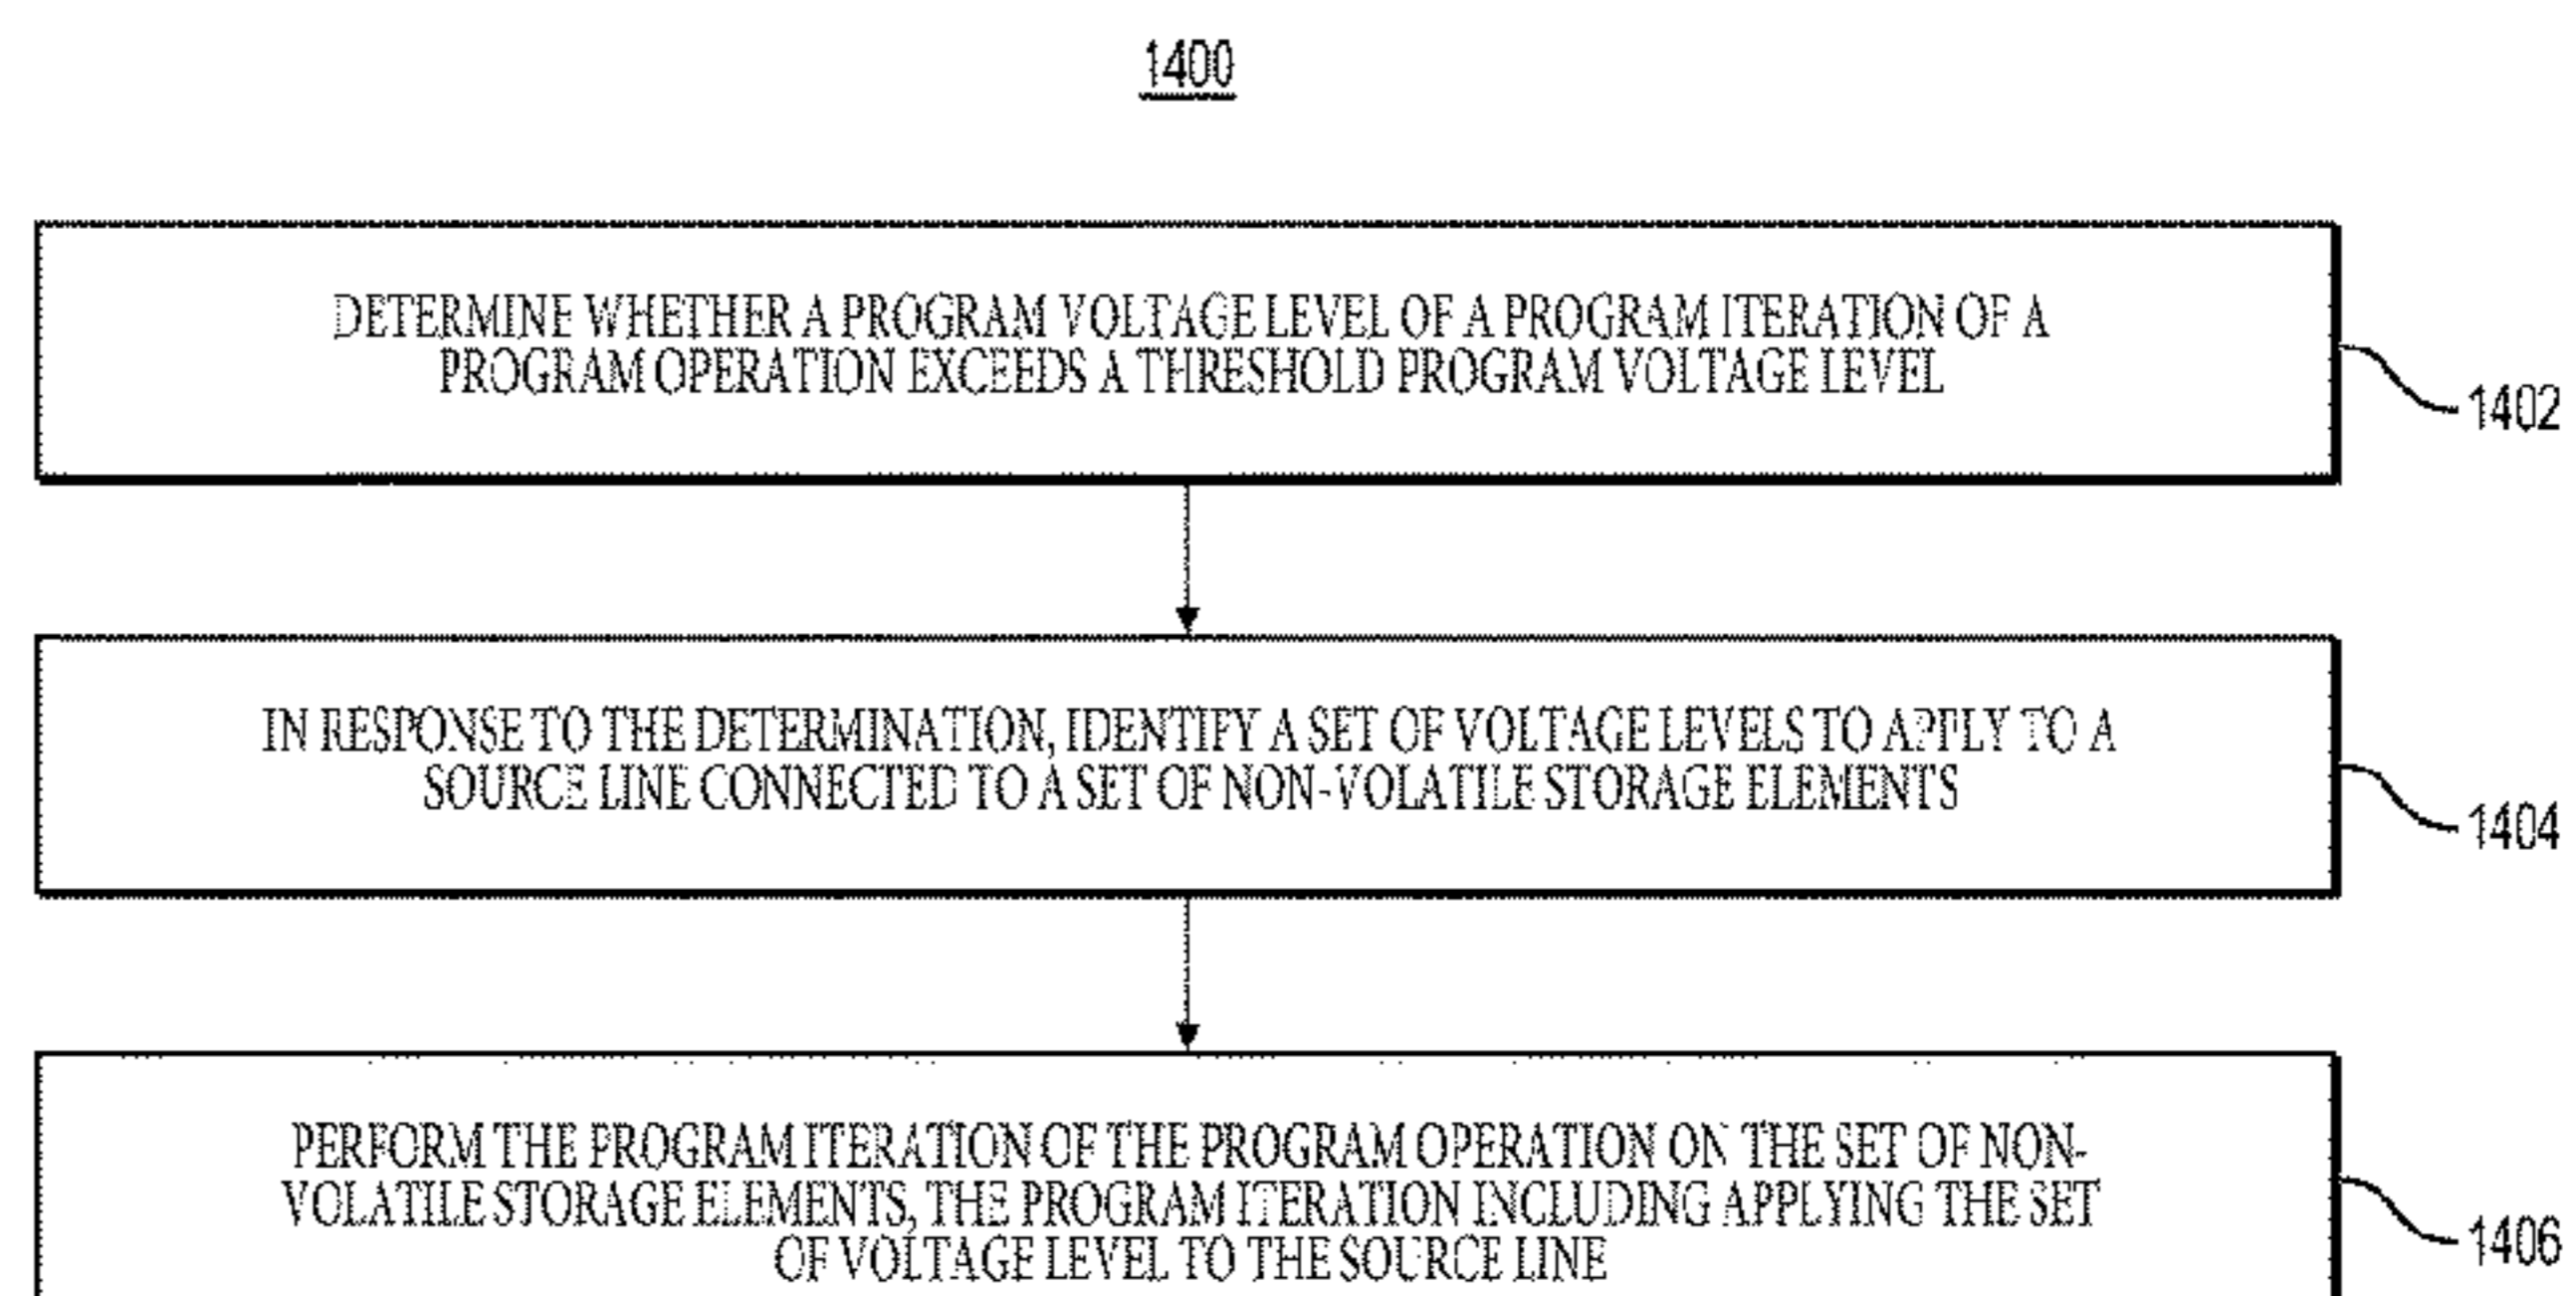 1400
DETERMINE WHETHER A PROGRAM VOLTAGE LEVEL OF A PROGRAM ITERATION OF A
PROGRAM OPERATION EXCEEDS A THRESHOLD PROGRAM VOLTAGE LEVEL
1402
IN RESPONSE TO THE DETERMINATION, IDENTIFY A SET OF VOLTAGE LEVELS TO APPLY TO A
SOURCE LINE CONNECTED TO A SET OF NON-VOLATILE STORAGE ELEMENTS
1404
PERFORM THE PROGRAM ITERATION OF THE PROGRAM OPERATION ON THE SET OF NON-
VOLATILE STORAGE ELEMENTS, THE PROGRAM ITERATION INCLUDING APPLYING THE SET
OF VOLTAGE LEVEL TO THE SOURCE LINE
1406